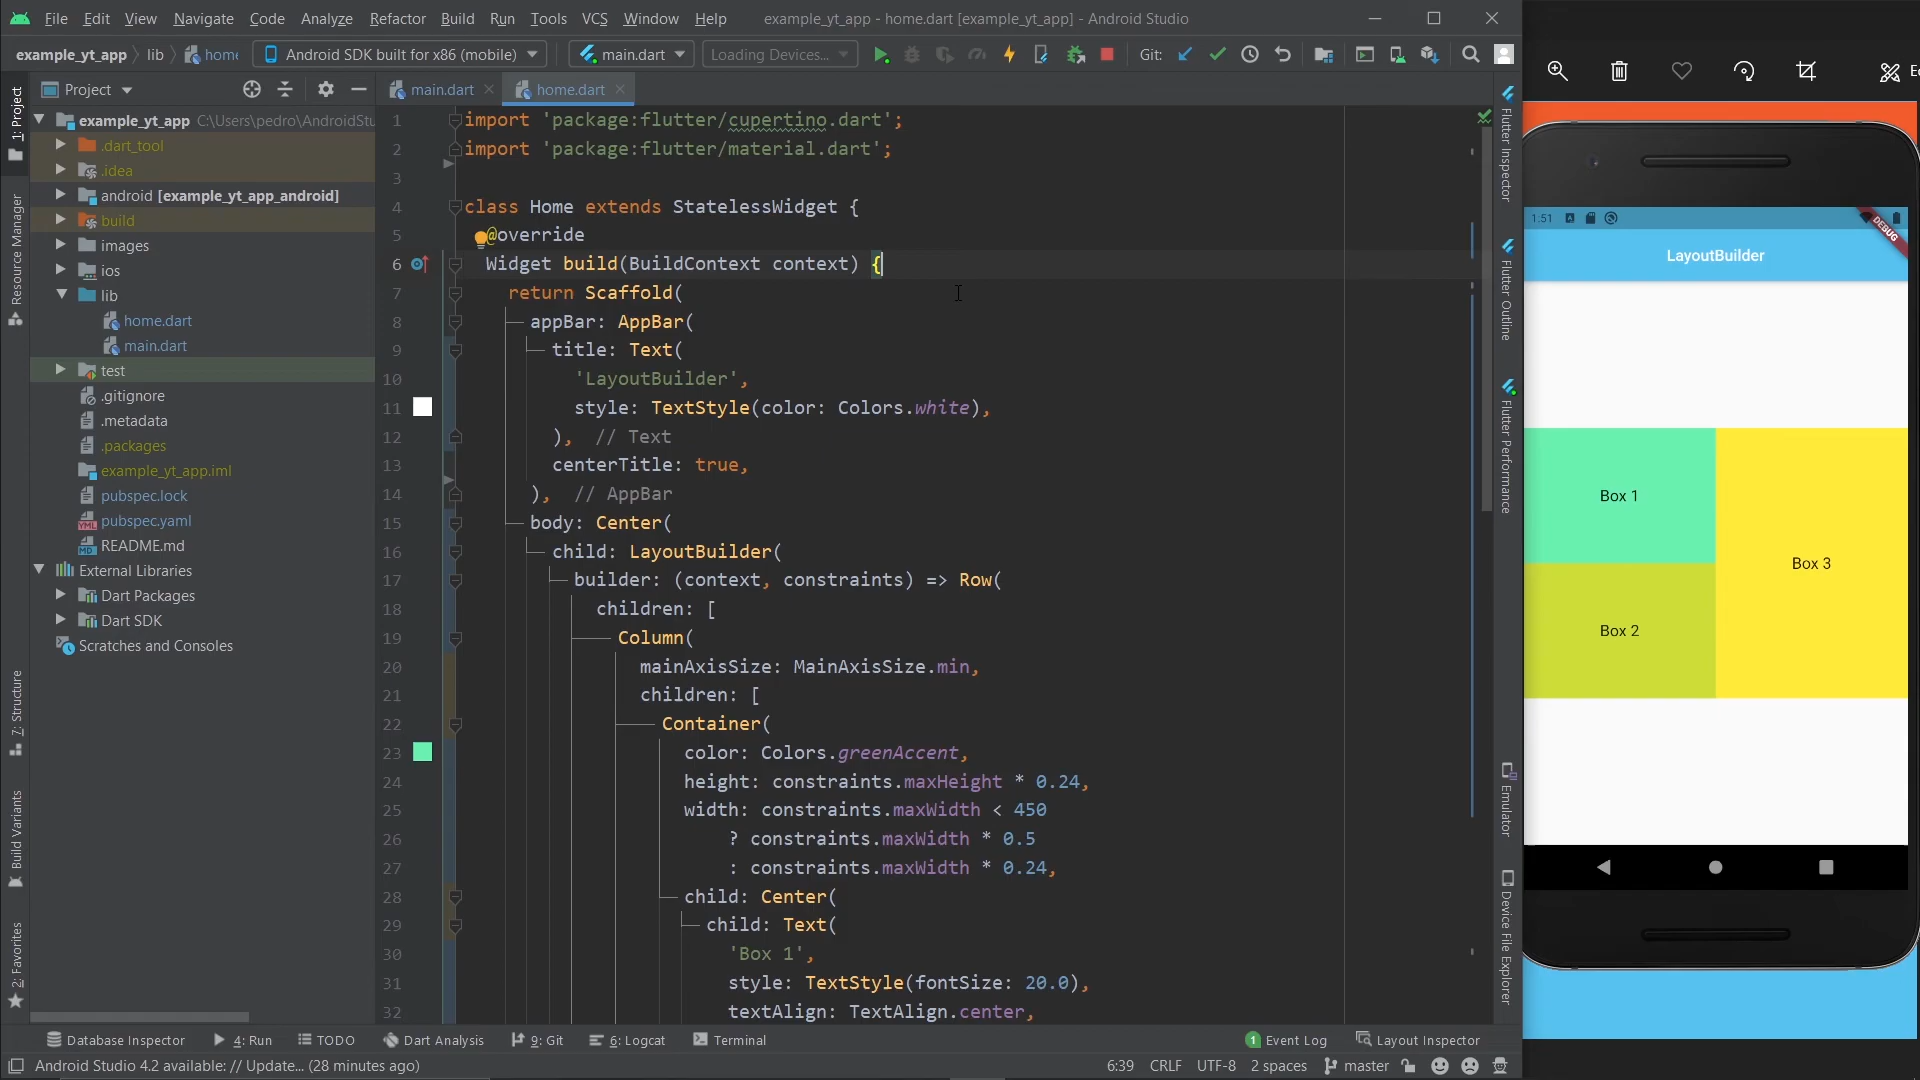 File Edit View Navigate Code Analyze Refactor Build Run Tools VCS Window Help example_yt_app - home.dart [example_yt_app] - Android Studio
example_yt_app lib home Android SDK built for x86 (mobile) main.dart Loading Devices... Git:
Project
main.dart
home.dart
1: Project
Resource Manager
7: Structure
Build Variants
2: Favorites
example_yt_app C:\Users\pedro\AndroidStu
.dart_tool
.idea
android [example_yt_app_android]
build
images
ios
lib
home.dart
main.dart
test
.gitignore
.metadata
.packages
example_yt_app.iml
pubspec.lock
pubspec.yaml
README.md
External Libraries
Dart Packages
Dart SDK
Scratches and Consoles
1 import 'package:flutter/cupertino.dart';
2 import 'package:flutter/material.dart';
3
4 class Home extends StatelessWidget {
5 @override
6 Widget build(BuildContext context) {
7 return Scaffold(
8 appBar: AppBar(
9 title: Text(
10 'LayoutBuilder',
11 style: TextStyle(color: Colors.white),
12 ), // Text
13 centerTitle: true,
14 ), // AppBar
15 body: Center(
16 child: LayoutBuilder(
17 builder: (context, constraints) => Row(
18 children: [
19 Column(
20 mainAxisSize: MainAxisSize.min,
21 children: [
22 Container(
23 color: Colors.greenAccent,
24 height: constraints.maxHeight * 0.24,
25 width: constraints.maxWidth < 450
26 ? constraints.maxWidth * 0.5
27 : constraints.maxWidth * 0.24,
28 child: Center(
29 child: Text(
30 'Box 1',
31 style: TextStyle(fontSize: 20.0),
32 textAlign: TextAlign.center,
Flutter Inspector
Flutter Outline
Flutter Performance
Emulator
Device File Explorer
1:51
DEBUG
LayoutBuilder
Box 1
Box 3
Box 2
Database Inspector 4: Run TODO Dart Analysis 9: Git 6: Logcat Terminal 1 Event Log Layout Inspector
Android Studio 4.2 available: // Update... (28 minutes ago) 6:39 CRLF UTF-8 2 spaces master